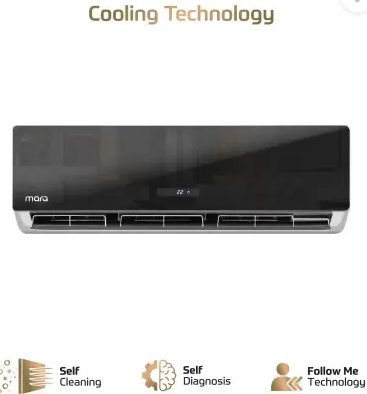 Cooling Technology
22
marq
Self
Cleaning
Self
Diagnosis
Follow Me
Technology